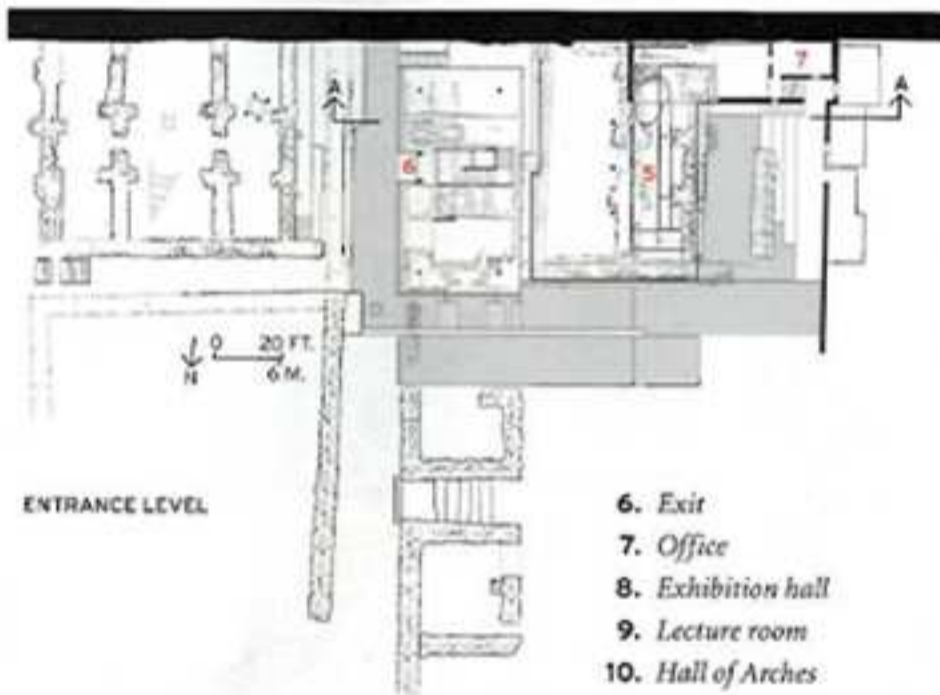 7
A
A
6
5
0 20 FT.
N 6 M.
ENTRANCE LEVEL
6. Exit
7. Office
8. Exhibition hall
9. Lecture room
10. Hall of Arches